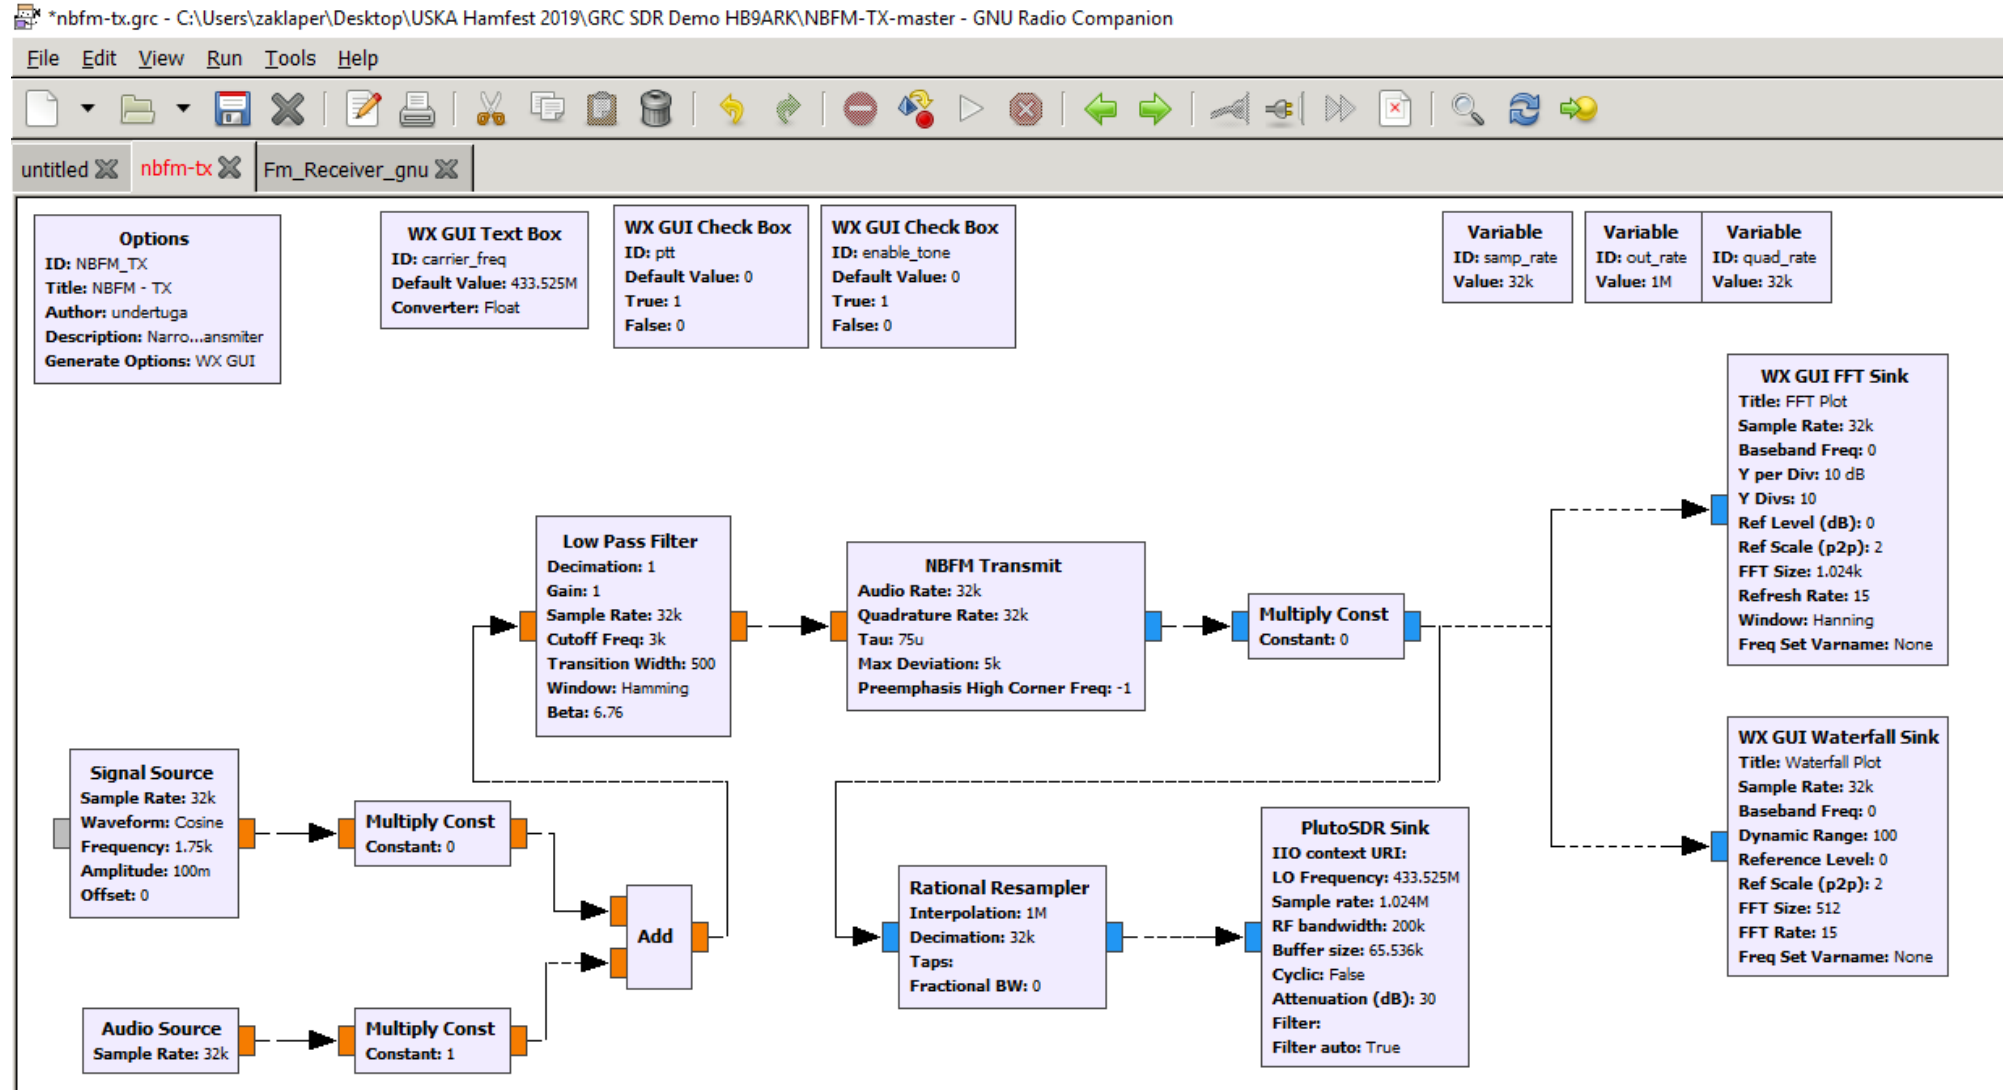 *nbfm-tx.grc - C:\Users\zaklaper\Desktop\USKA Hamfest 2019\GRC SDR Demo HB9ARK\NBFM-TX-master - GNU Radio Companion
File Edit View Run Tools Help
untitled nbfm-tx Fm_Receiver_gnu
Options
ID: NBFM_TX
Title: NBFM - TX
Author: undertuga
Description: Narro...ansmiter
Generate Options: WX GUI
WX GUI Text Box
ID: carrier_freq
Default Value: 433.525M
Converter: Float
WX GUI Check Box
ID: ptt
Default Value: 0
True: 1
False: 0
WX GUI Check Box
ID: enable_tone
Default Value: 0
True: 1
False: 0
Variable
ID: samp_rate
Value: 32k
Variable
ID: out_rate
Value: 1M
Variable
ID: quad_rate
Value: 32k
WX GUI FFT Sink
Title: FFT Plot
Sample Rate: 32k
Baseband Freq: 0
Y per Div: 10 dB
Y Divs: 10
Ref Level (dB): 0
Ref Scale (p2p): 2
FFT Size: 1.024k
Refresh Rate: 15
Window: Hanning
Freq Set Varname: None
Low Pass Filter
Decimation: 1
Gain: 1
Sample Rate: 32k
Cutoff Freq: 3k
Transition Width: 500
Window: Hamming
Beta: 6.76
NBFM Transmit
Audio Rate: 32k
Quadrature Rate: 32k
Tau: 75u
Max Deviation: 5k
Preemphasis High Corner Freq: -1
Multiply Const
Constant: 0
WX GUI Waterfall Sink
Title: Waterfall Plot
Sample Rate: 32k
Baseband Freq: 0
Dynamic Range: 100
Reference Level: 0
Ref Scale (p2p): 2
FFT Size: 512
FFT Rate: 15
Freq Set Varname: None
Signal Source
Sample Rate: 32k
Waveform: Cosine
Frequency: 1.75k
Amplitude: 100m
Offset: 0
Multiply Const
Constant: 0
Add
Rational Resampler
Interpolation: 1M
Decimation: 32k
Taps:
Fractional BW: 0
PlutoSDR Sink
IIO context URI:
LO Frequency: 433.525M
Sample rate: 1.024M
RF bandwidth: 200k
Buffer size: 65.536k
Cyclic: False
Attenuation (dB): 30
Filter:
Filter auto: True
Audio Source
Sample Rate: 32k
Multiply Const
Constant: 1